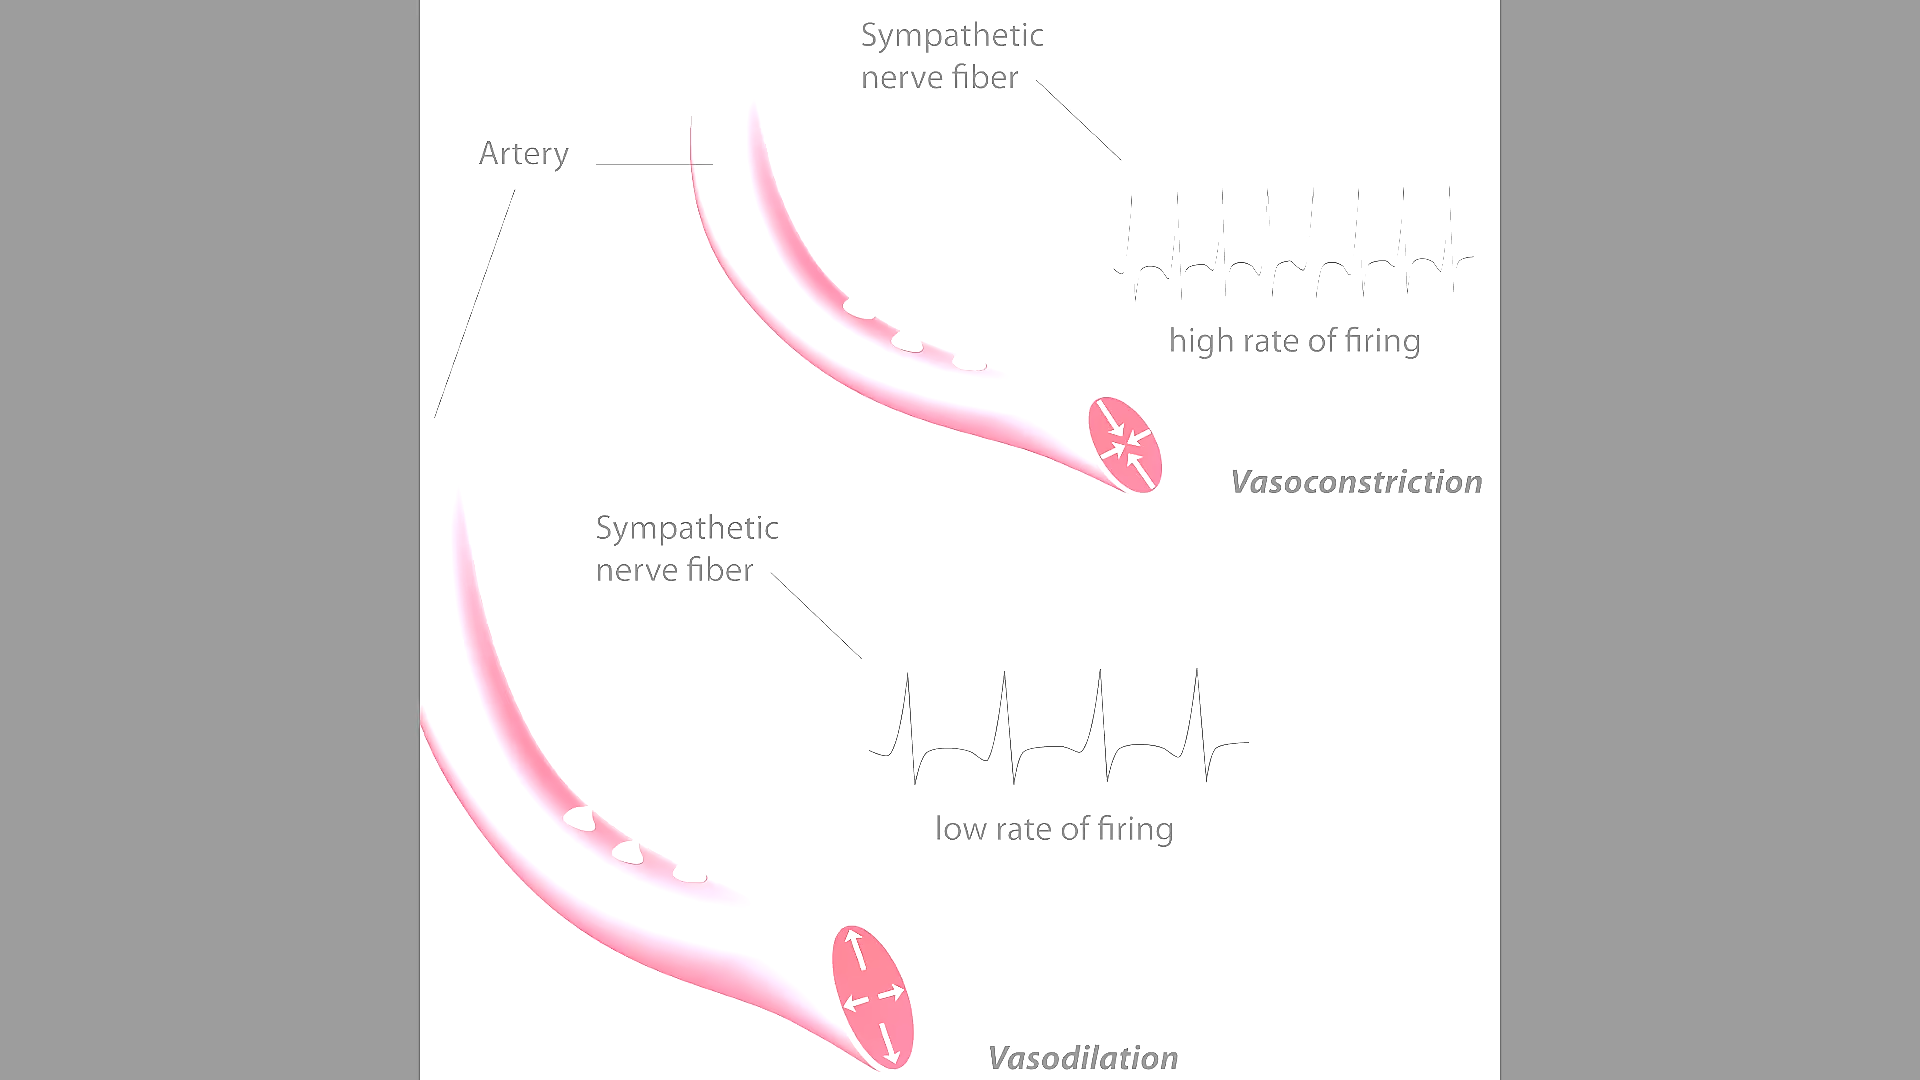 Sympathetic
nerve fiber
Artery
high rate of firing
Vasoconstriction
Sympathetic
nerve fiber
low rate of firing
Vasodilation